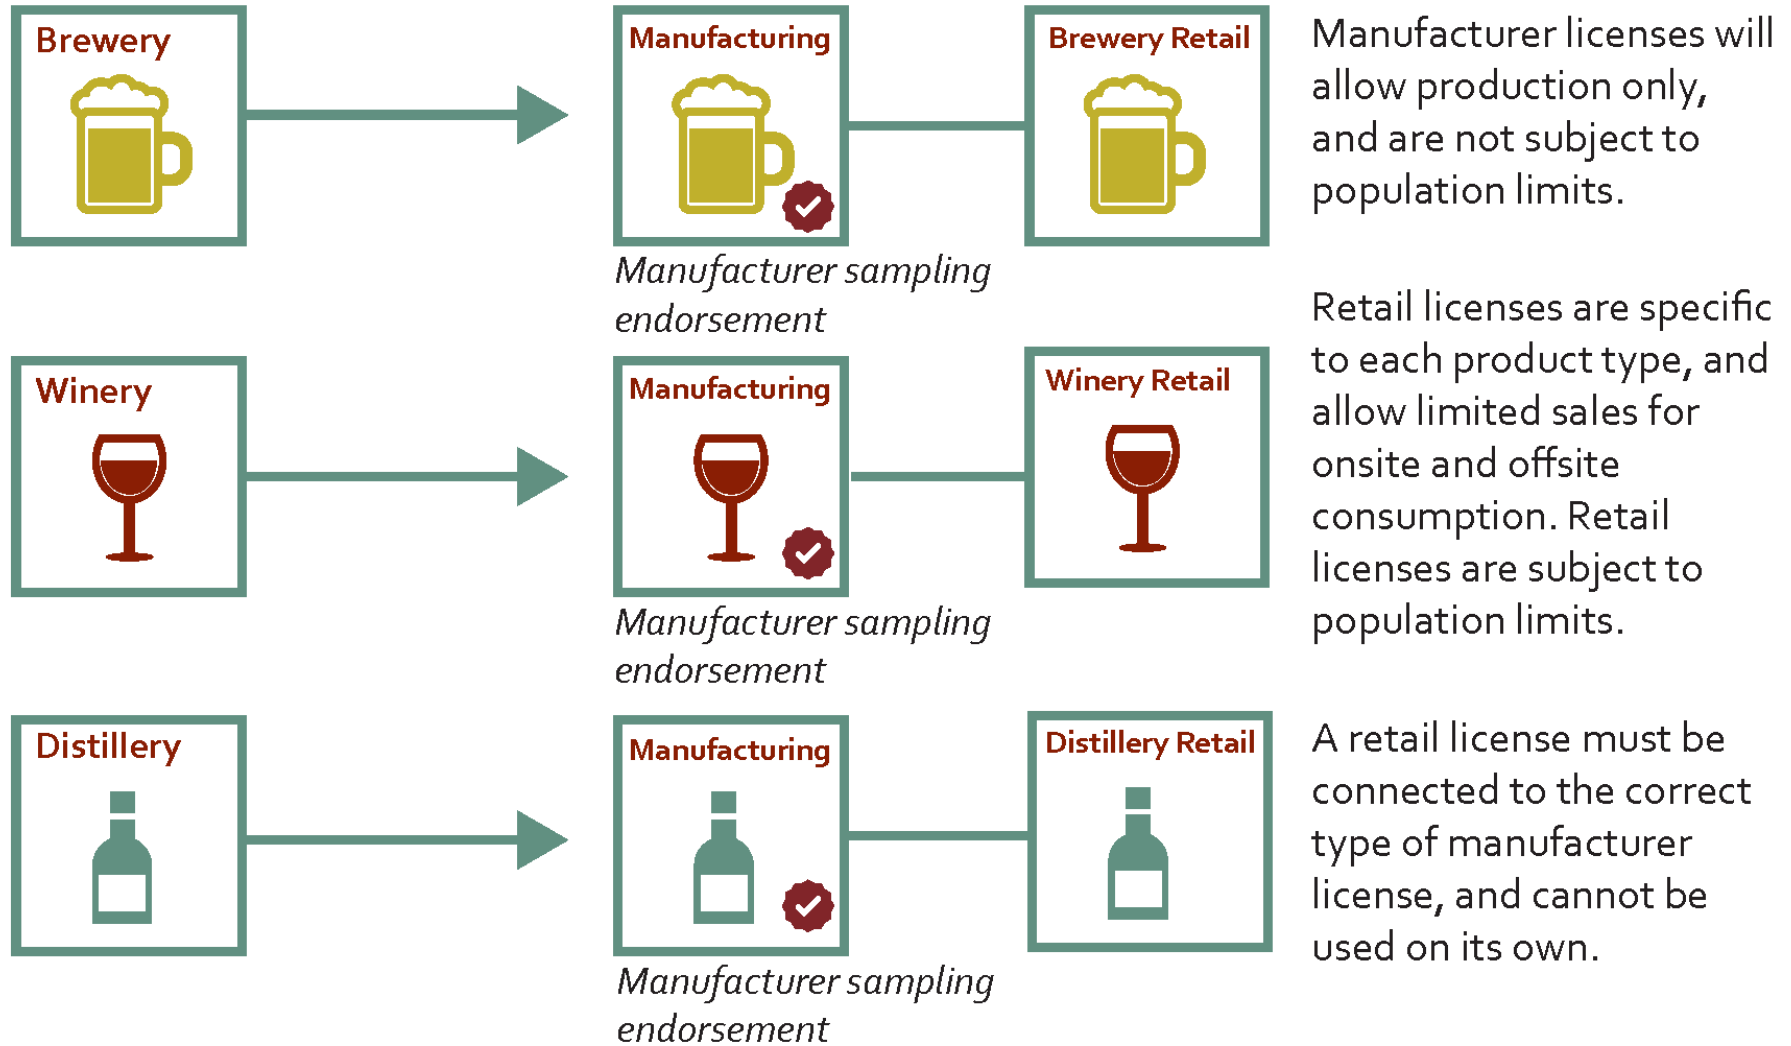 Brewery
Manufacturing
Brewery Retail
Manufacturer sampling
endorsement
Winery
Manufacturing
Winery Retail
Manufacturer sampling
endorsement
Distillery
Manufacturing
Distillery Retail
Manufacturer sampling
endorsement
Manufacturer licenses will
allow production only,
and are not subject to
population limits.
Retail licenses are specific
to each product type, and
allow limited sales for
onsite and offsite
consumption. Retail
licenses are subject to
population limits.
A retail license must be
connected to the correct
type of manufacturer
license, and cannot be
used on its own.